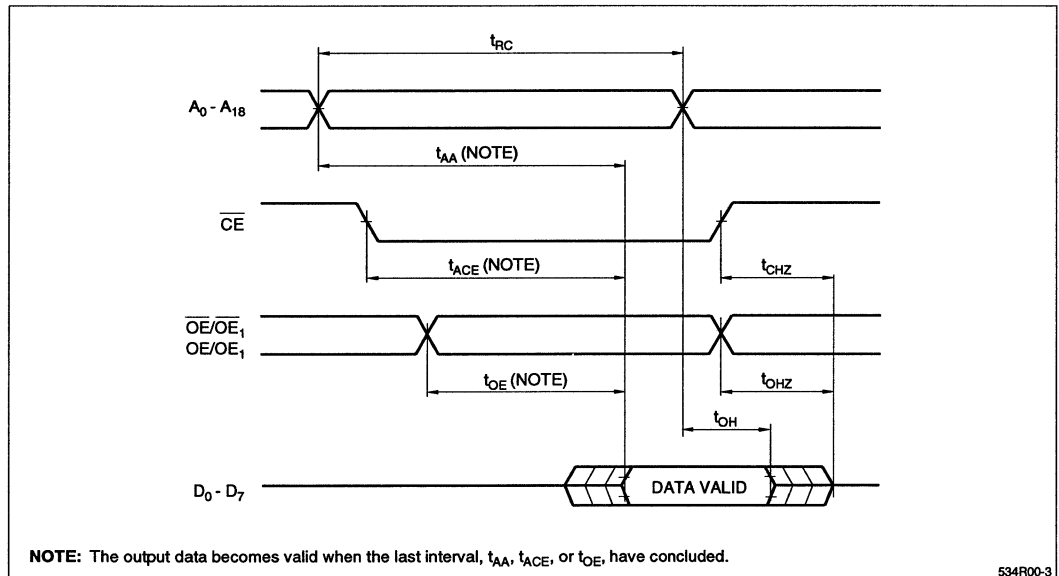 tRC
A0 - A18
tAA (NOTE)
CE
tACE (NOTE)
tCHZ
OE/OE1
OE/OE1
tOE (NOTE)
tOHZ
tOH
D0 - D7
DATA VALID
NOTE: The output data becomes valid when the last interval, tAA, tACE, or tOE, have concluded.
534R00-3